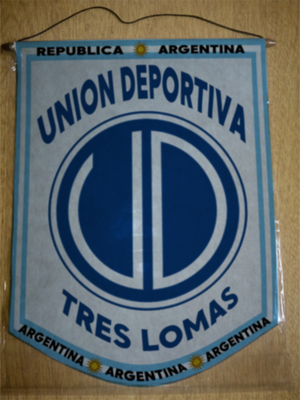 REPUBLICA ARGENTINA
UNION DEPORTIVA
UD
TRES LOMAS
ARGENTINA ARGENTINA ARGENTINA